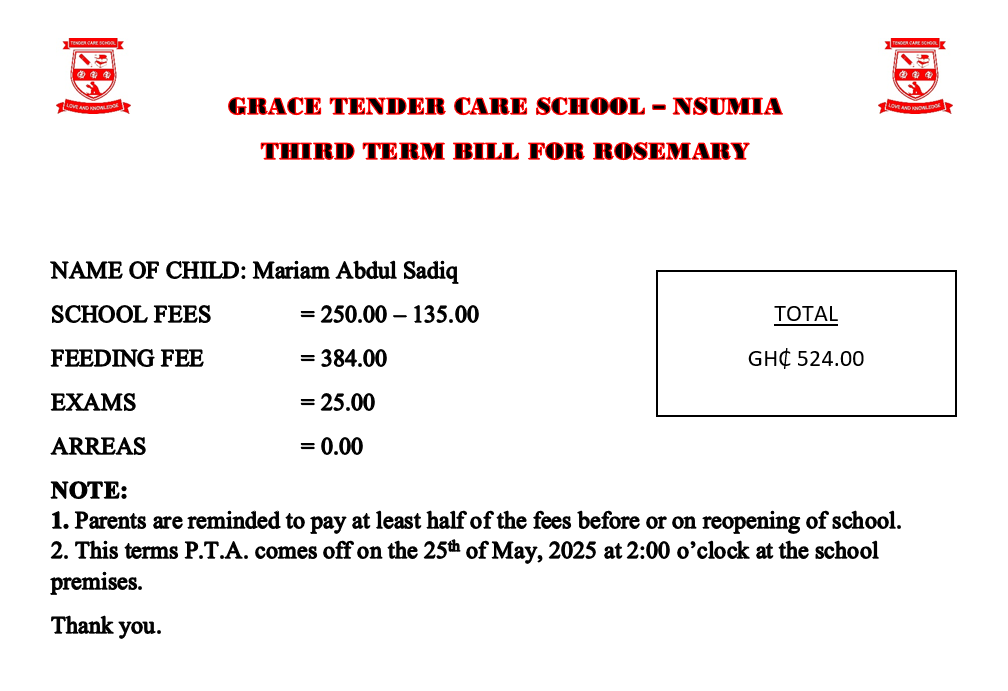 TENDER CARE SCHOOL
LOVE AND KNOWLEDGE
TENDER CARE SCHOOL
LOVE AND KNOWLEDGE
GRACE TENDER CARE SCHOOL – NSUMIA
THIRD TERM BILL FOR ROSEMARY
NAME OF CHILD: Mariam Abdul Sadiq
SCHOOL FEES = 250.00 – 135.00
FEEDING FEE = 384.00
EXAMS = 25.00
ARREAS = 0.00
TOTAL
GH₵ 524.00
NOTE:
1. Parents are reminded to pay at least half of the fees before or on reopening of school.
2. This terms P.T.A. comes off on the 25th of May, 2025 at 2:00 o’clock at the school
premises.
Thank you.